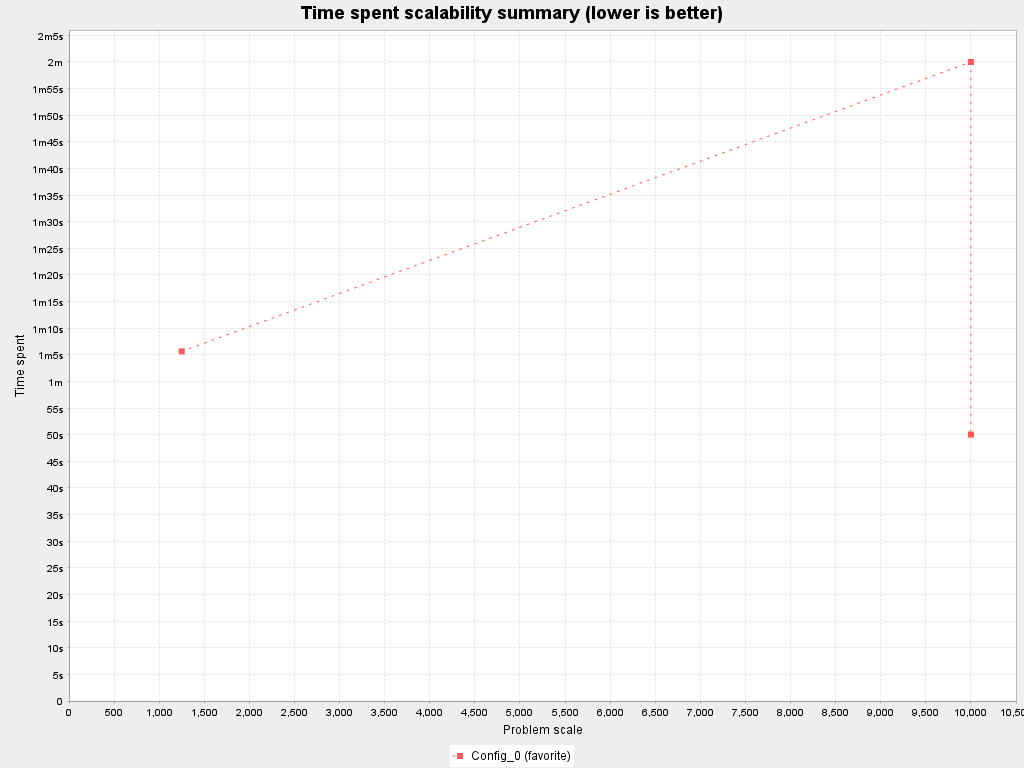 Time spent scalability summary (lower is better)
2m5s
2m
1m55s
1m50s
1m45s
1m40s
1m35s
1m30s
1m25s
1m20s
1m15s
1m10s
1m5s
1m
55s
50s
45s
40s
35s
30s
25s
20s
15s
10s
5s
0
Time spent
0 500 1,000 1,500 2,000 2,500 3,000 3,500 4,000 4,500 5,000 5,500 6,000 6,500 7,000 7,500 8,000 8,500 9,000 9,500 10,000 10,50
Problem scale
Config_0 (favorite)